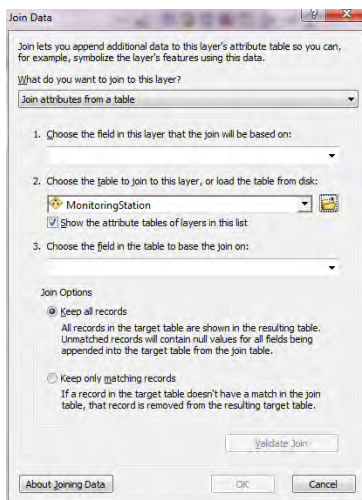 Join Data
Join lets you append additional data to this layer's attribute table so you can,
for example, symbolize the layer's features using this data.
What do you want to join to this layer?
Join attributes from a table
1. Choose the field in this layer that the join will be based on:
2. Choose the table to join to this layer, or load the table from disk:
MonitoringStation
Show the attribute tables of layers in this list
3. Choose the field in the table to base the join on:
Join Options
Keep all records
All records in the target table are shown in the resulting table.
Unmatched records will contain null values for all fields being
appended into the target table from the join table.
Keep only matching records
If a record in the target table doesn't have a match in the join
table, that record is removed from the resulting target table.
Validate Join
About Joining Data
OK
Cancel